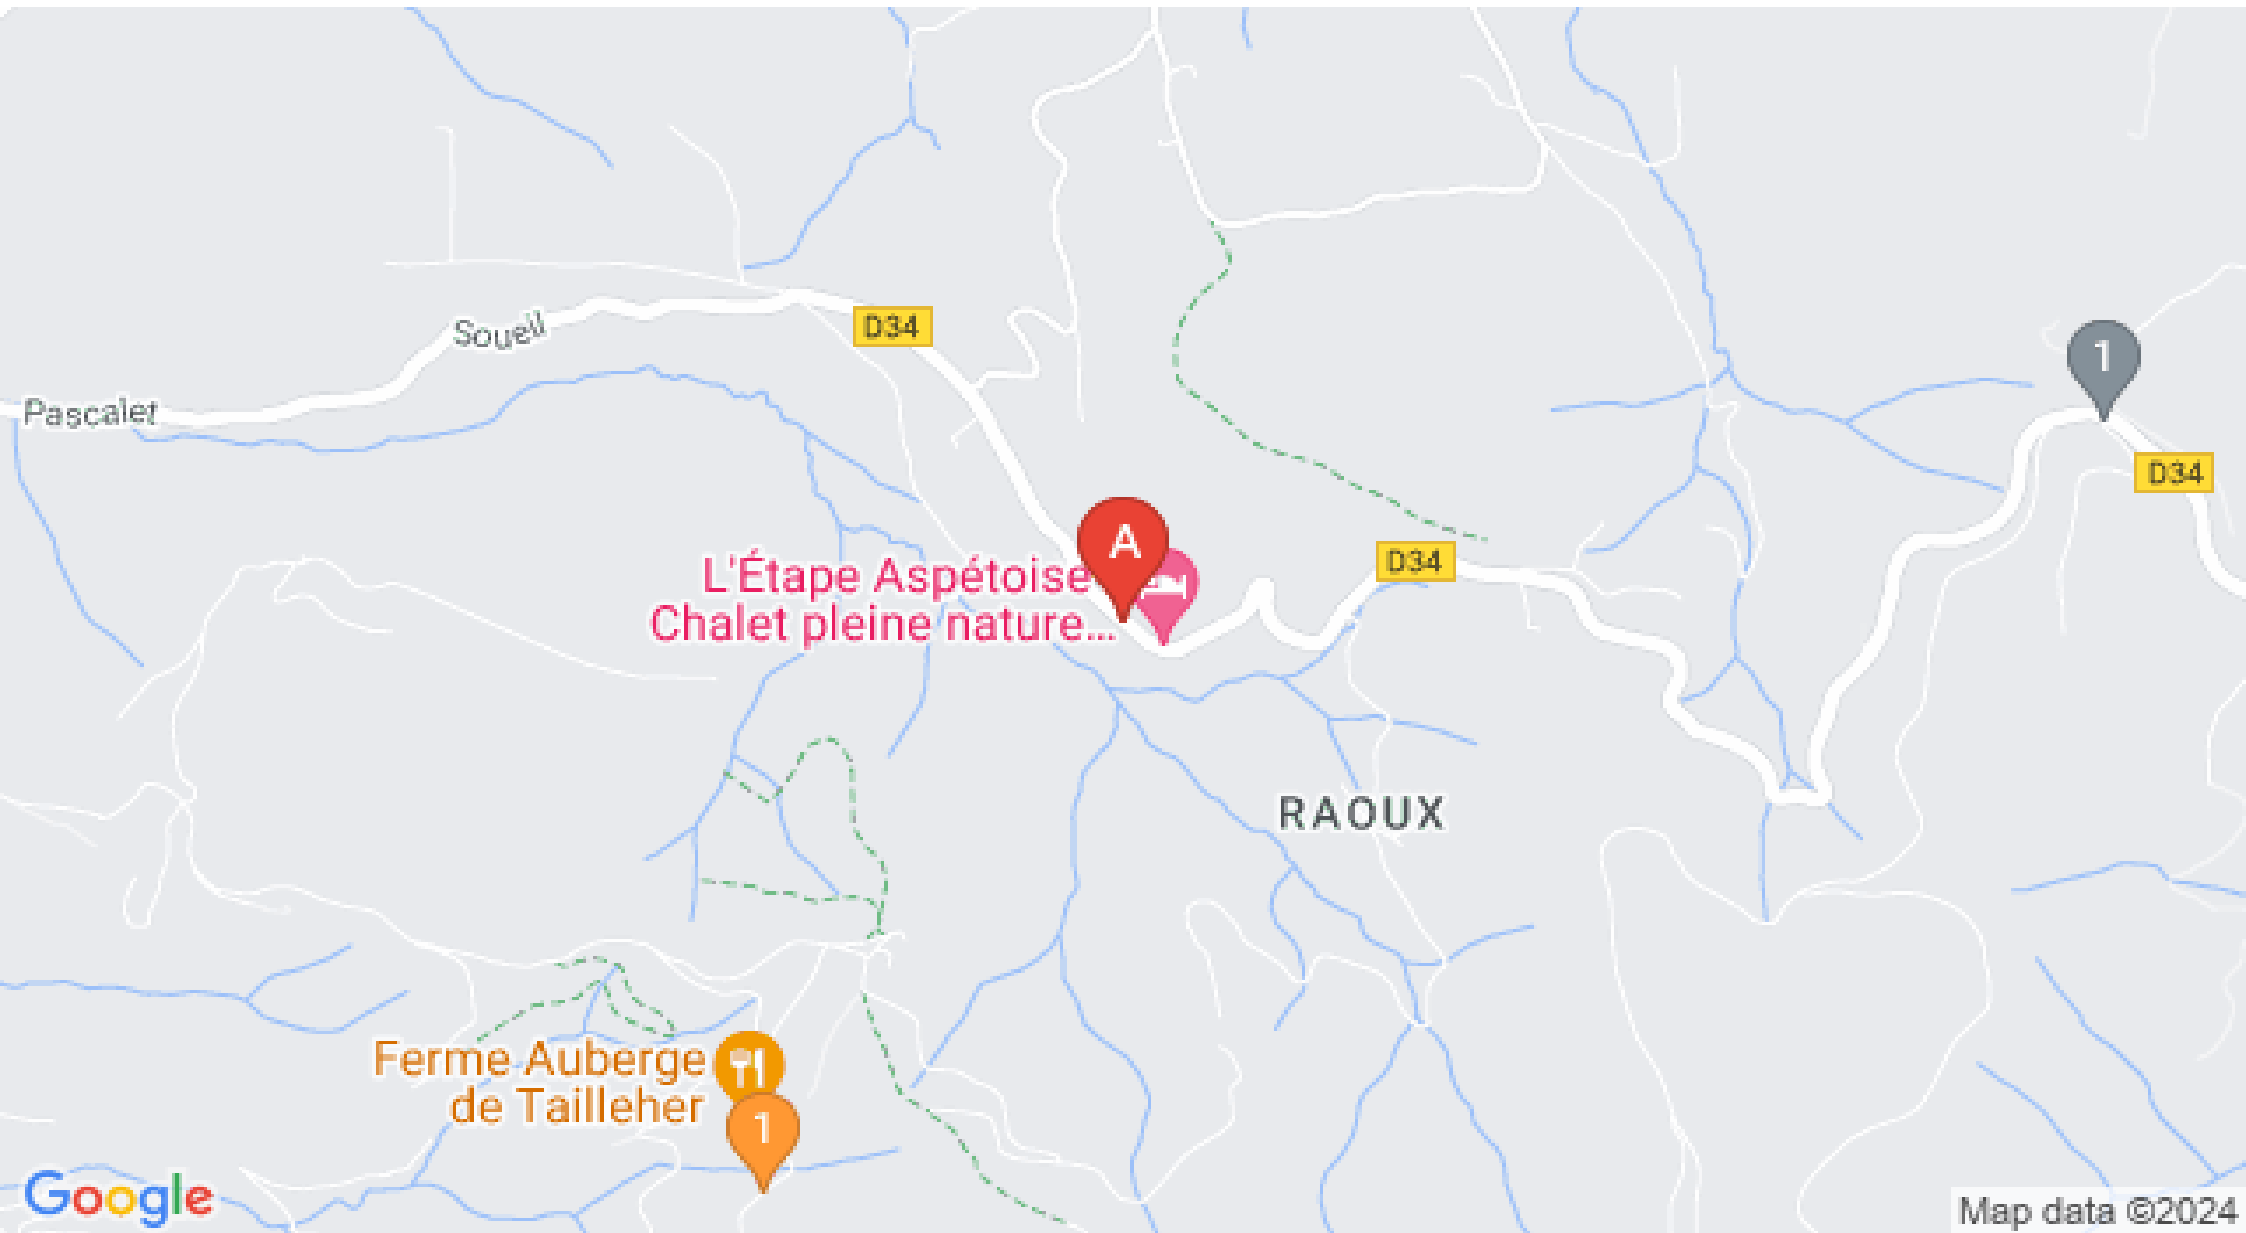 Soueil
D34
1
Pascalet
D34
A
D34
L'Étape Aspétoise
Chalet pleine nature...
RAOUX
Ferme Auberge
de Tailleher
1
Google
Map data ©2024